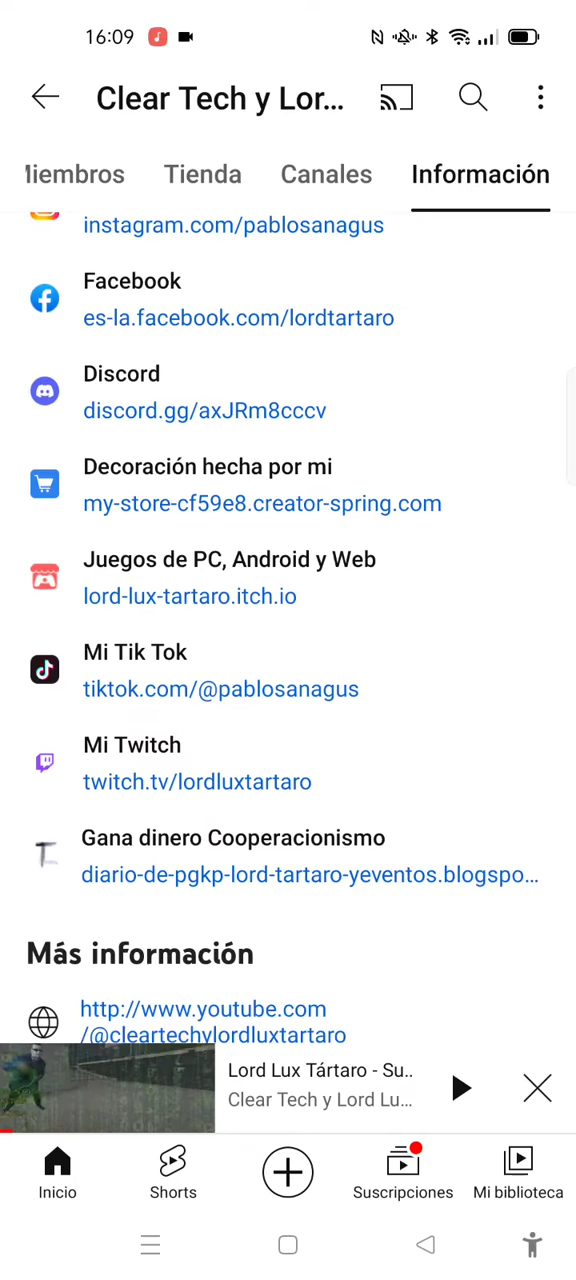 16:09
Clear Tech y Lor...
Miembros Tienda Canales Información
instagram.com/pablosanagus
Facebook
es-la.facebook.com/lordtartaro
Discord
discord.gg/axJRm8cccv
Decoración hecha por mi
my-store-cf59e8.creator-spring.com
Juegos de PC, Android y Web
lord-lux-tartaro.itch.io
Mi Tik Tok
tiktok.com/@pablosanagus
Mi Twitch
twitch.tv/lordluxtartaro
Gana dinero Cooperacionismo
diario-de-pgkp-lord-tartaro-yeventos.blogspo...
Más información
http://www.youtube.com
/@cleartechylordluxtartaro
Lord Lux Tártaro - Su..
Clear Tech y Lord Lu...
Inicio Shorts Suscripciones Mi biblioteca